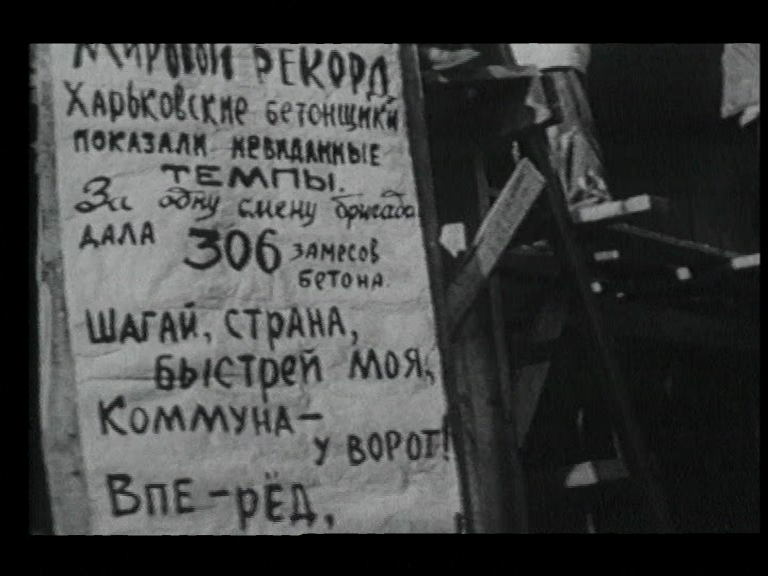 Мировой рекорд
Харьковские бетонщики
показали невиданные
темпы.
За одну смену бригада
дала 306 замесов
бетона.
Шагай, страна,
быстрей моя,
Коммуна –
у ворот!
Впе-рёд,